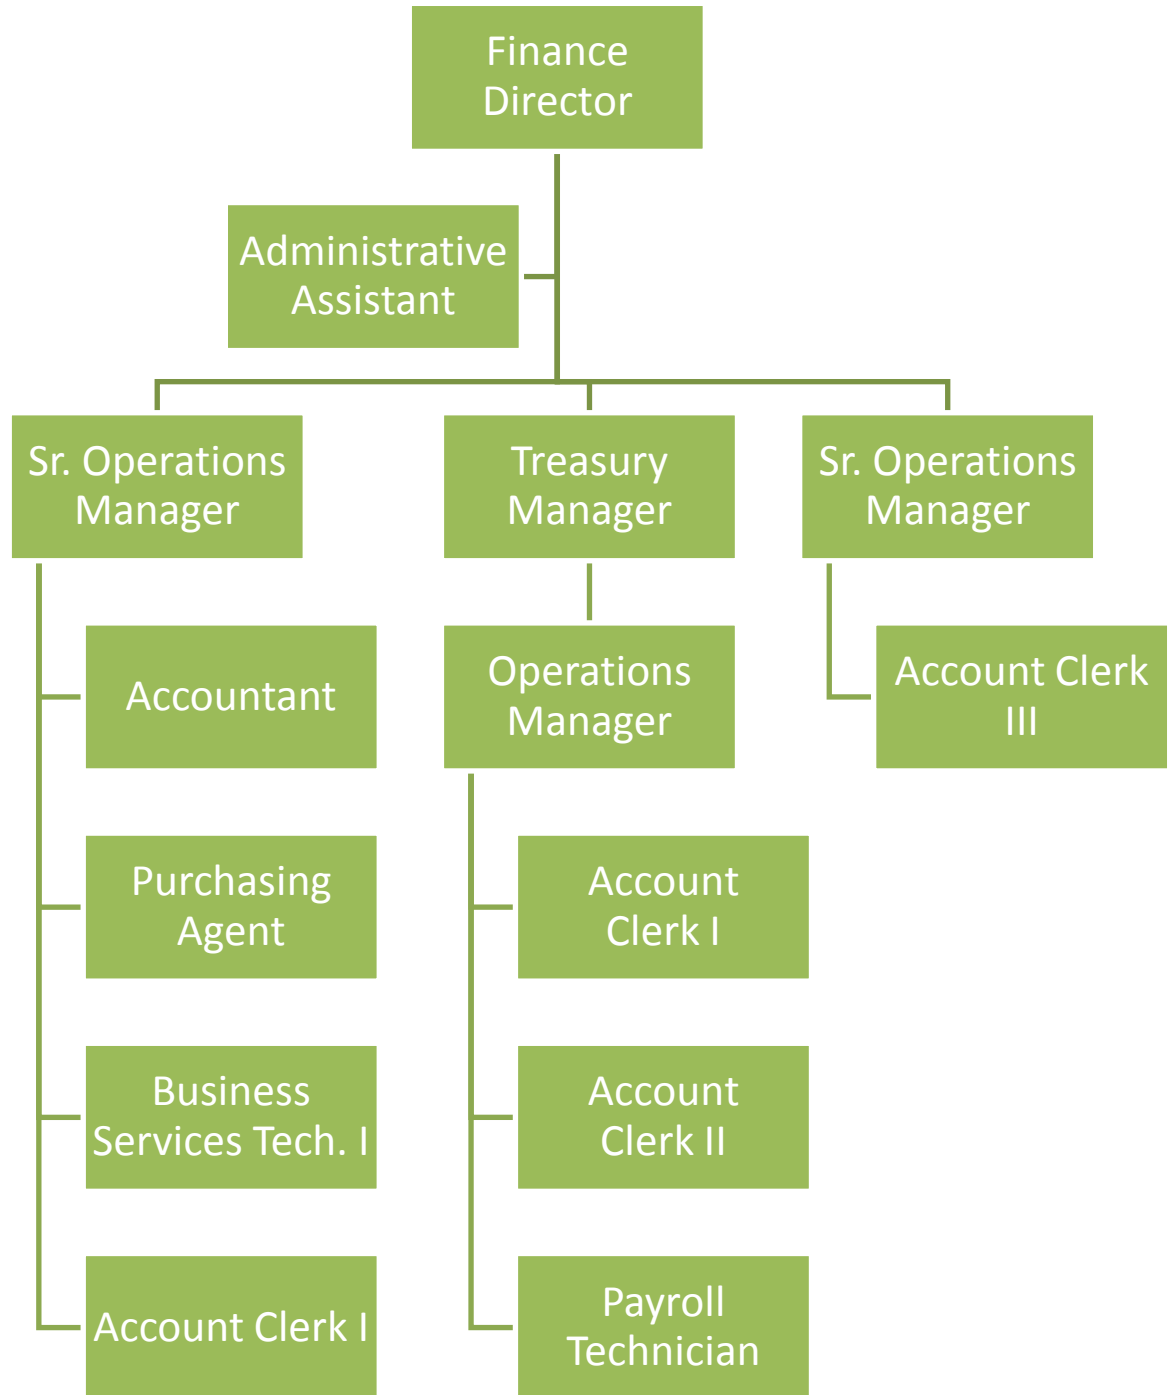 Finance
Director
Administrative
Assistant
Sr. Operations
Manager
Treasury
Manager
Sr. Operations
Manager
Accountant
Operations
Manager
Account Clerk
III
Purchasing
Agent
Account
Clerk I
Business
Services Tech. I
Account
Clerk II
Account Clerk I
Payroll
Technician